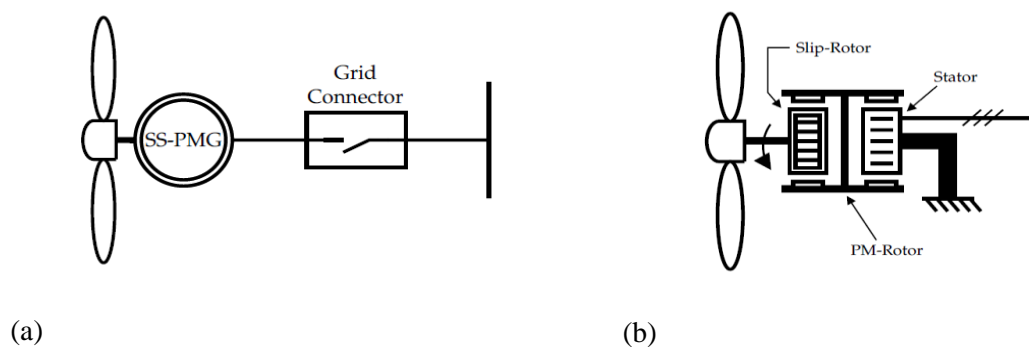 SS-PMG
Grid
Connector
(a)
Slip-Rotor
Stator
PM-Rotor
(b)